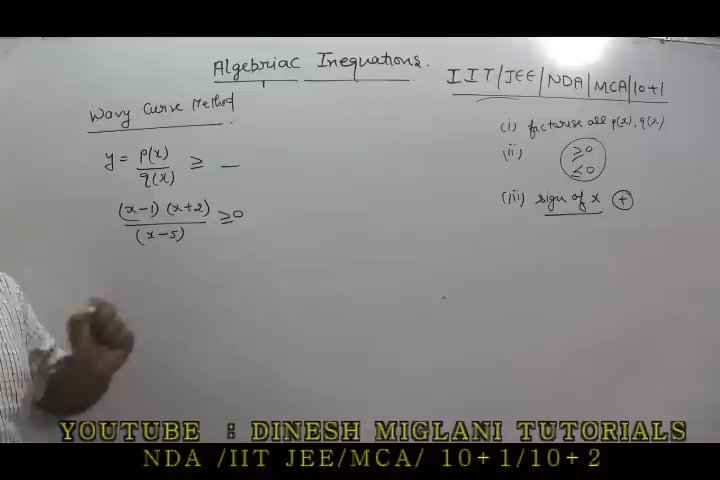 Algebriac Inequations.
IIT/JEE/NDA/MCA/10+1
Wavy Curve Method
(i) factorise all p(x), q(x)
y = p(x)/q(x) ≥ —
(ii) ≥0
≤0
(iii) sign of x (+)
(x-1) (x+2)/(x-5) ≥0
YOUTUBE : DINESH MIGLANI TUTORIALS
NDA /IIT JEE/MCA/ 10+1/10+2